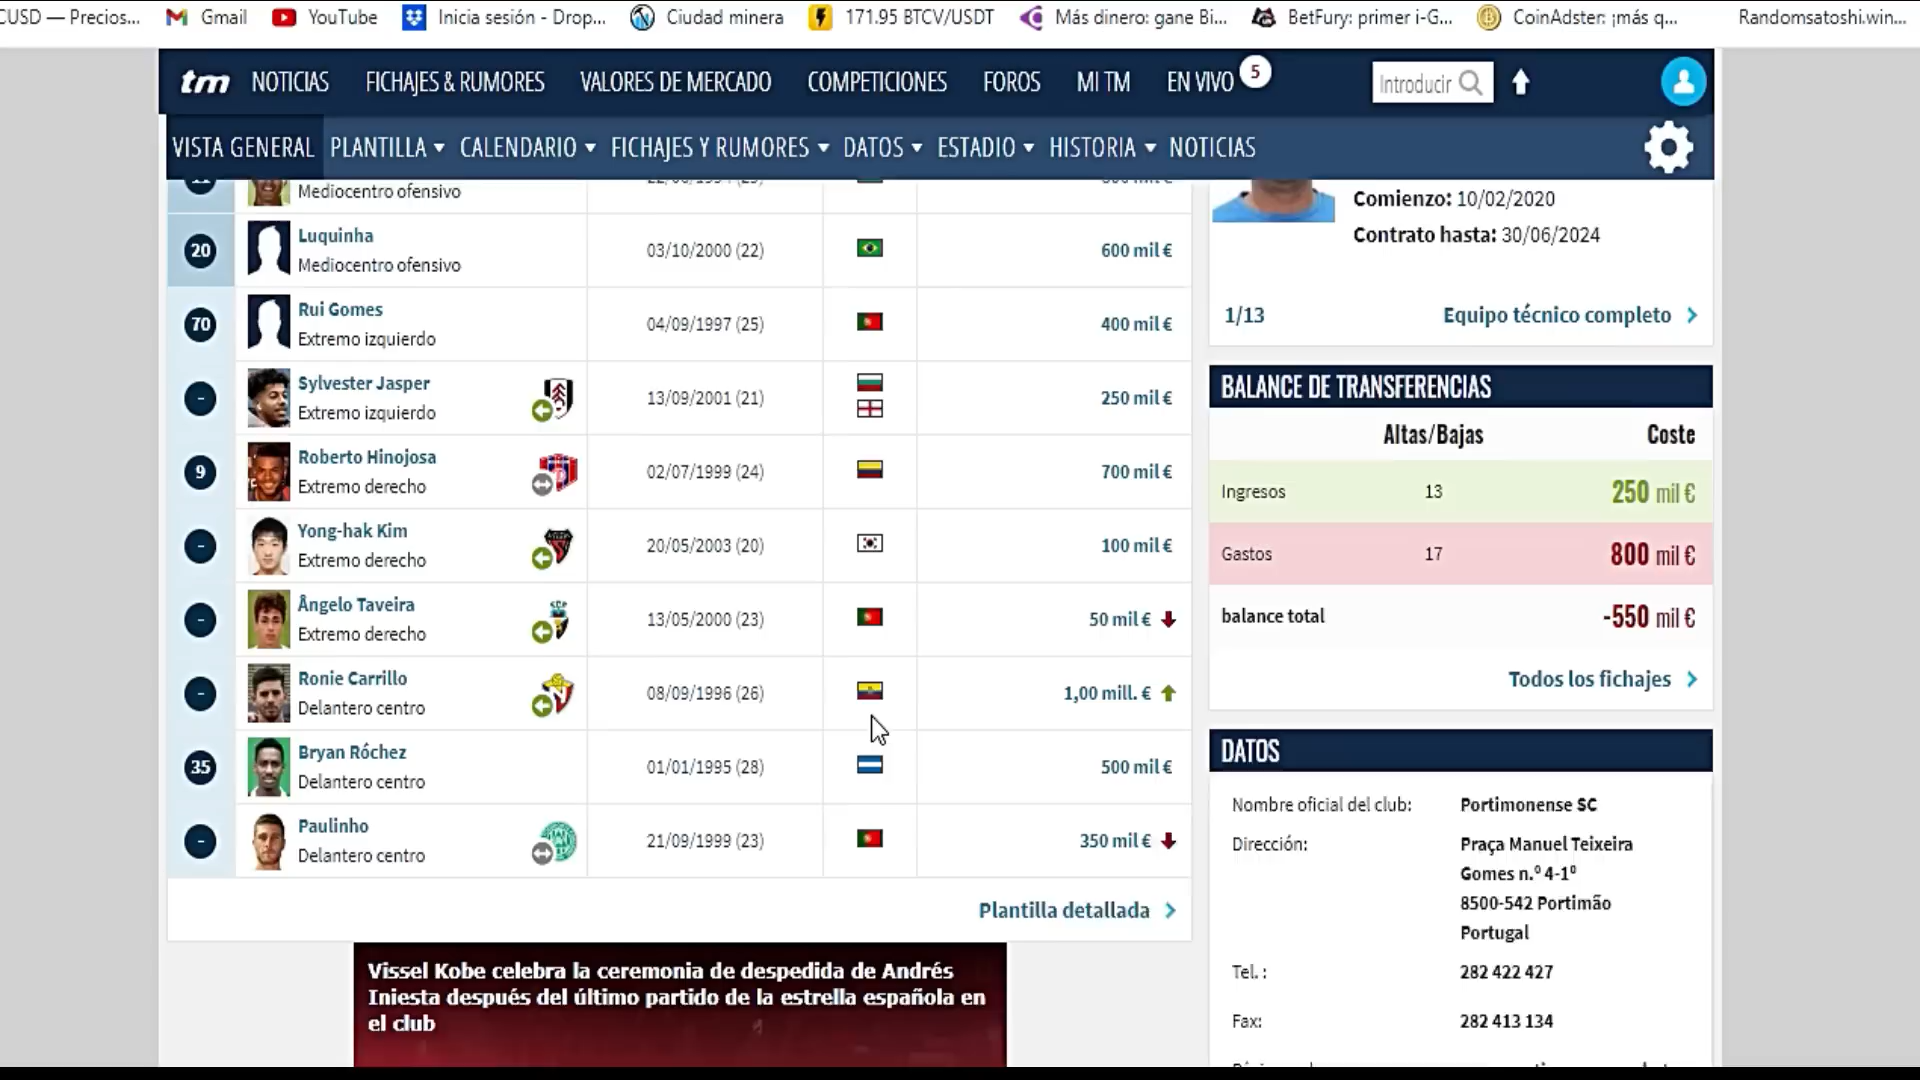 CUSD — Precios... Gmail YouTube Inicia sesión - Drop... Ciudad minera 171.95 BTCV/USDT Más dinero: gane Bi... BetFury: primer i-G... CoinAdster: ¡más q... Randomsatoshi.win...
tm NOTICIAS FICHAJES & RUMORES VALORES DE MERCADO COMPETICIONES FOROS MI TM EN VIVO 5 Introducir
VISTA GENERAL PLANTILLA CALENDARIO FICHAJES Y RUMORES DATOS ESTADIO HISTORIA NOTICIAS
Mediocentro ofensivo
20 Luquinha 03/10/2000 (22) 600 mil €
Mediocentro ofensivo
70 Rui Gomes 04/09/1997 (25) 400 mil €
Extremo izquierdo
- Sylvester Jasper 13/09/2001 (21) 250 mil €
Extremo izquierdo
9 Roberto Hinojosa 02/07/1999 (24) 700 mil €
Extremo derecho
- Yong-hak Kim 20/05/2003 (20) 100 mil €
Extremo derecho
- Ângelo Taveira 13/05/2000 (23) 50 mil €
Extremo derecho
- Ronie Carrillo 08/09/1996 (26) 1,00 mill. €
Delantero centro
35 Bryan Róchez 01/01/1995 (28) 500 mil €
Delantero centro
- Paulinho 21/09/1999 (23) 350 mil €
Delantero centro
Plantilla detallada
Vissel Kobe celebra la ceremonia de despedida de Andrés
Iniesta después del último partido de la estrella española en
el club
Comienzo: 10/02/2020
Contrato hasta: 30/06/2024
1/13 Equipo técnico completo
BALANCE DE TRANSFERENCIAS
Altas/Bajas Coste
Ingresos 13 250 mil €
Gastos 17 800 mil €
balance total -550 mil €
Todos los fichajes
DATOS
Nombre oficial del club: Portimonense SC
Dirección: Praça Manuel Teixeira
Gomes n.º 4-1º
8500-542 Portimão
Portugal
Tel. : 282 422 427
Fax: 282 413 134